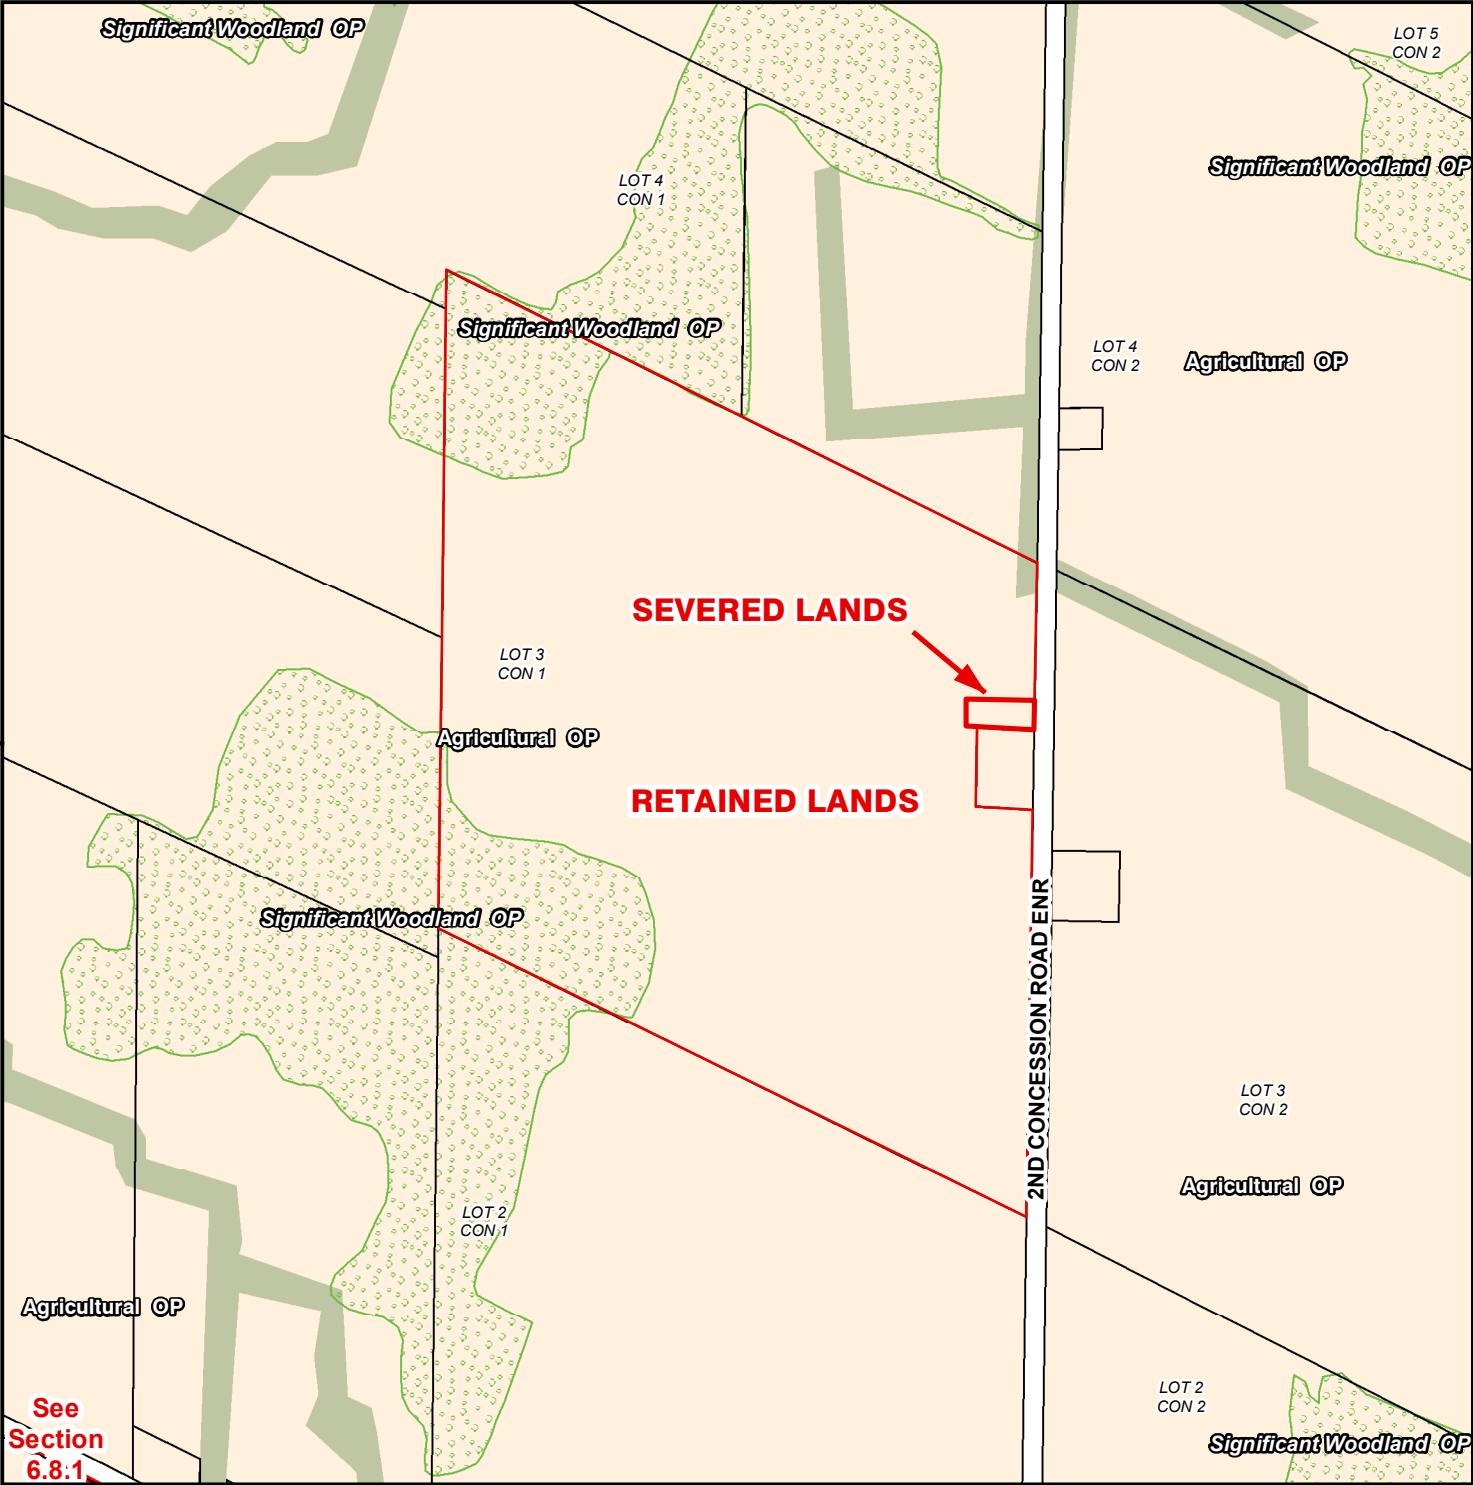 Significant Woodland OP
LOT 5
CON 2
Significant Woodland OP
LOT 4
CON 1
Significant Woodland OP
LOT 4
CON 2
Agricultural OP
SEVERED LANDS
LOT 3
CON 1
Agricultural OP
RETAINED LANDS
Significant Woodland OP
2ND CONCESSION ROAD ENR
LOT 3
CON 2
Agricultural OP
LOT 2
CON 1
Agricultural OP
LOT 2
CON 2
See
Section
6.8.1
Significant Woodland OP